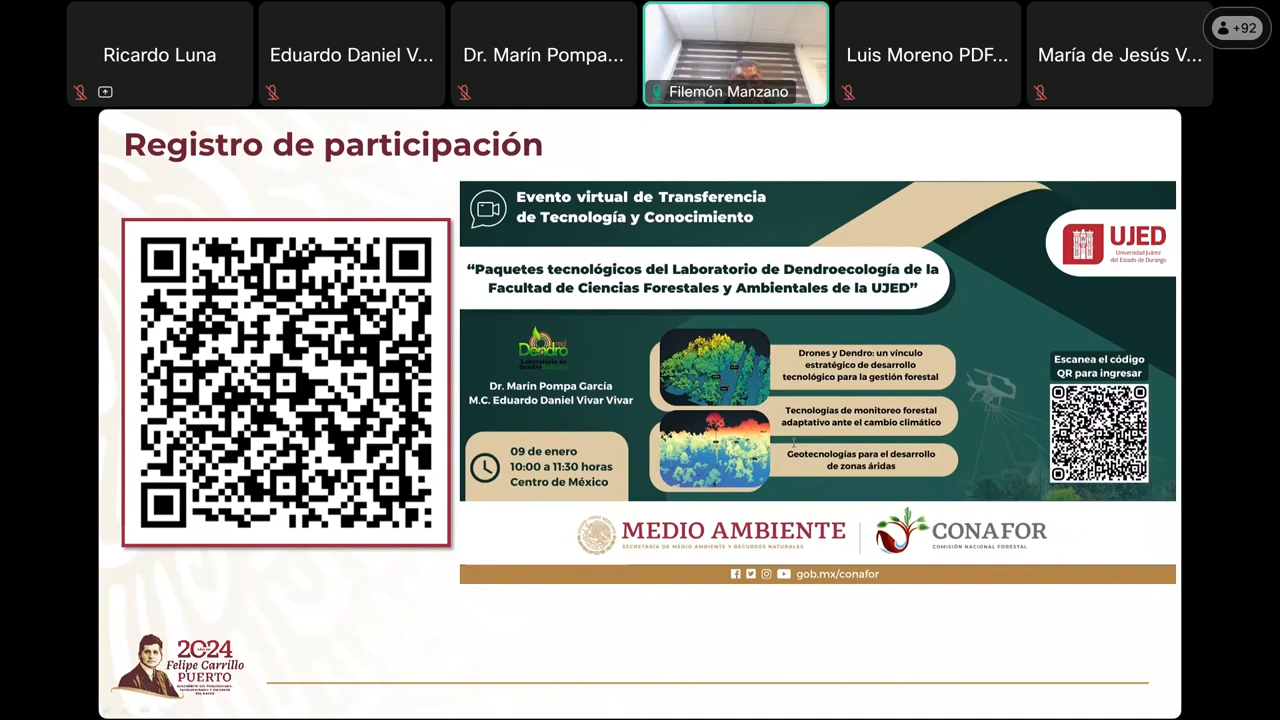 Ricardo Luna
Eduardo Daniel V...
Dr. Marín Pompa...
Filemón Manzano
Luis Moreno PDF...
María de Jesús V...
+92
Registro de participación
Evento virtual de Transferencia
de Tecnología y Conocimiento
UJED
Universidad Juárez
del Estado de Durango
“Paquetes tecnológicos del Laboratorio de Dendroecología de la
Facultad de Ciencias Forestales y Ambientales de la UJED”
Dendro
red
Laboratorio de
DendroEcología
Dr. Marín Pompa García
M.C. Eduardo Daniel Vivar Vivar
09 de enero
10:00 a 11:30 horas
Centro de México
Drones y Dendro: un vínculo
estratégico de desarrollo
tecnológico para la gestión forestal
Tecnologías de monitoreo forestal
adaptativo ante el cambio climático
Geotecnologías para el desarrollo
de zonas áridas
Escanea el código
QR para ingresar
MEDIO AMBIENTE
SECRETARÍA DE MEDIO AMBIENTE Y RECURSOS NATURALES
CONAFOR
COMISIÓN NACIONAL FORESTAL
gob.mx/conafor
2024
Felipe Carrillo
PUERTO